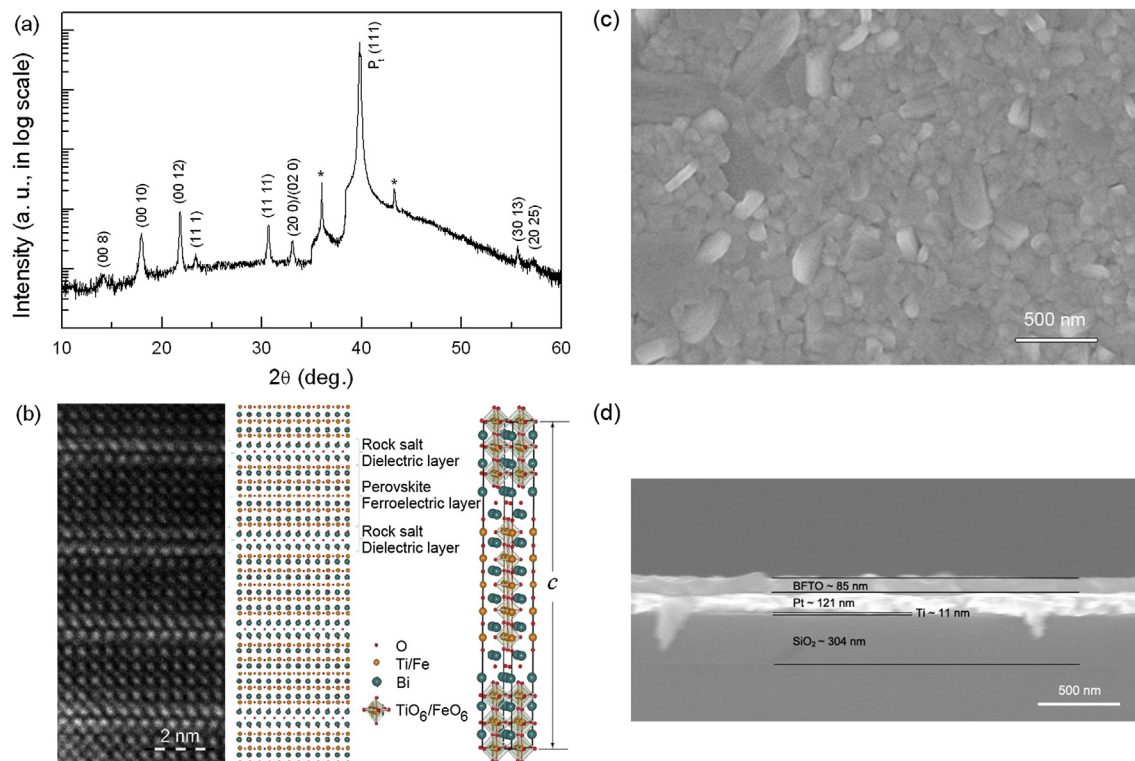 (a)
Intensity (a. u., in log scale)
(00 8)
(00 10)
(00 12)
(11 1)
(11 11)
(20 0)/(02 0)
*
Pt (111)
*
(30 13)
(20 25)
10 20 30 40 50 60
2θ (deg.)
(b)
2 nm
Rock salt
Dielectric layer
Perovskite
Ferroelectric layer
Rock salt
Dielectric layer
O
Ti/Fe
Bi
TiO6/FeO6
c
(c)
500 nm
(d)
BFTO ~ 85 nm
Pt ~ 121 nm
Ti ~ 11 nm
SiO2 ~ 304 nm
500 nm